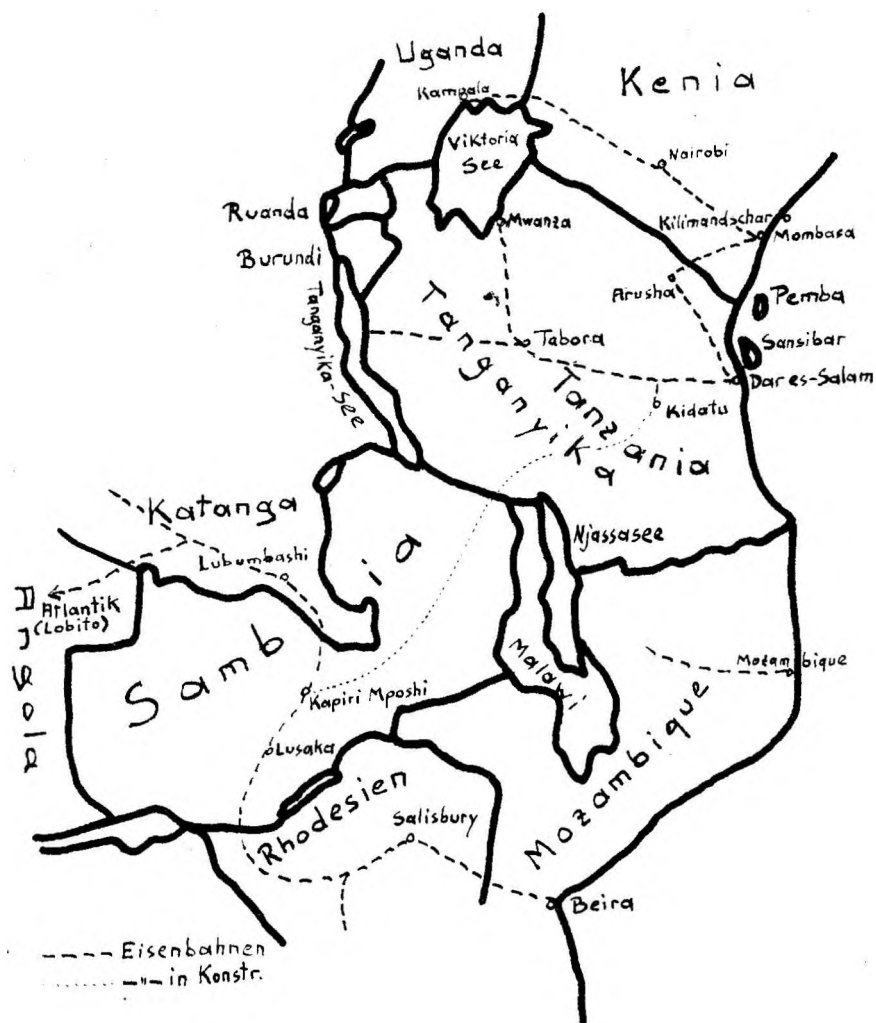 Uganda
Kenia
Kampala
Viktoria
See
Nairobi
Ruanda
Mwanza
Kilimandschar
Mombasa
Burundi
Arusha
Pemba
Tanganyika-See
Tanganyika
Tabora
Sansibar
Dar es-Salam
Tanzania
Kidatu
Katanga
Njassasee
Lubumbashi
Atlantik
(Lobito)
Angola
Sambia
Malawi
Mozambique
Kapiri Mposhi
Lusaka
Mozambique
Rhodesien
Salisbury
Beira
---- Eisenbahnen
........ —"— in Konstr.